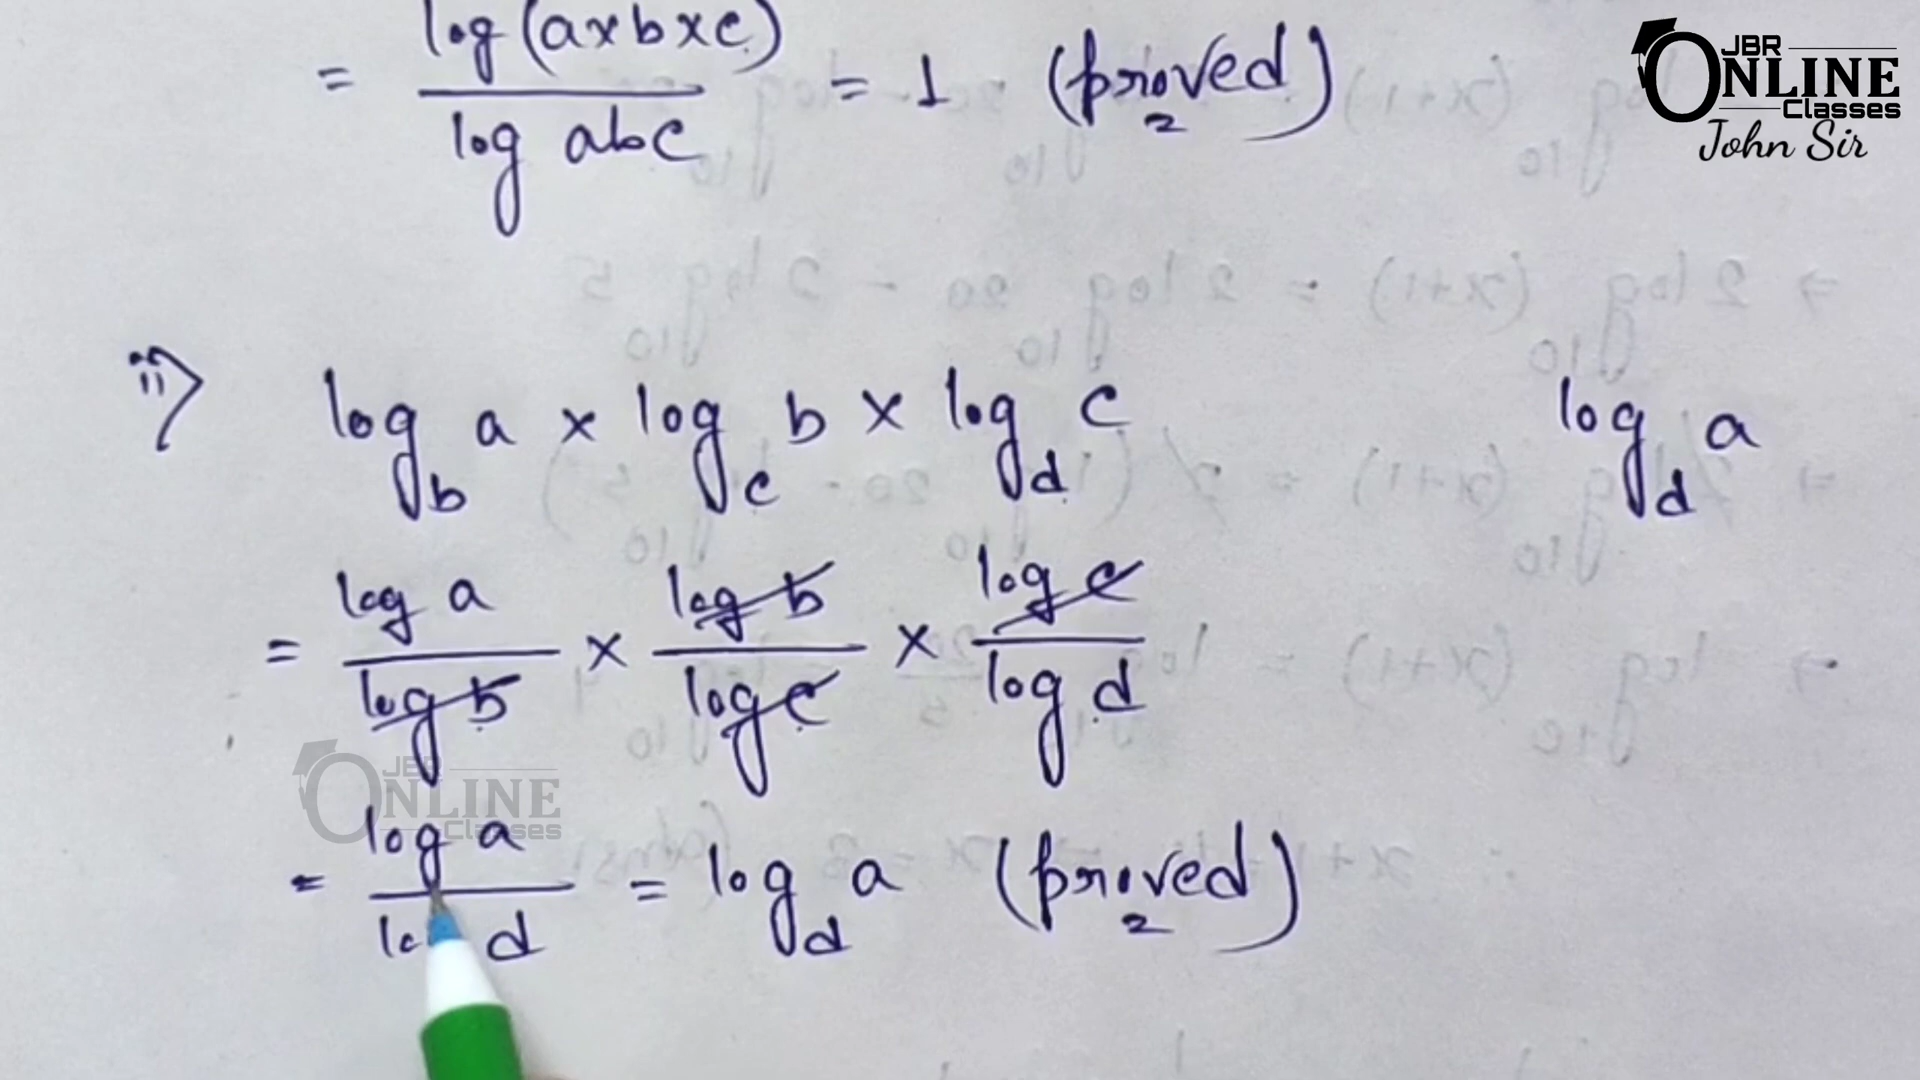 = log(a×b×c) / log abc = 1 (proved)
JBR
ONLINE
Classes
John Sir
ii) log_b a × log_c b × log_d c log_d a
= log a / log b × log b / log c × log c / log d
JBR
ONLINE
Classes
= log a / log d = log_d a (proved)